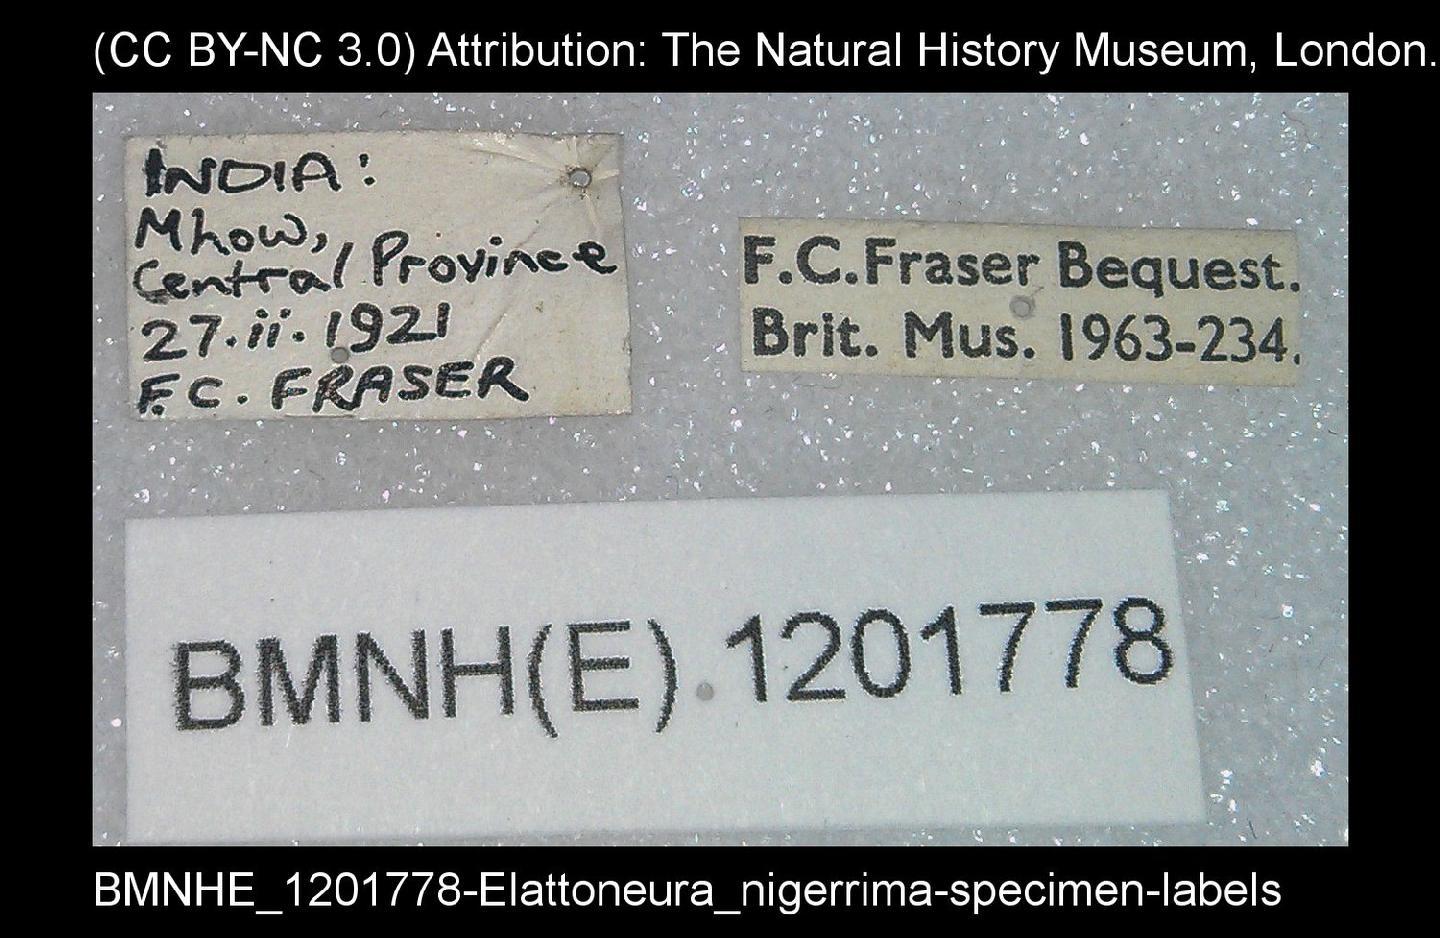 (CC BY-NC 3.0) Attribution: The Natural History Museum, London.
INDIA:
Mhow,
Central Province
27.ii.1921
F.C. FRASER
F.C.Fraser Bequest.
Brit. Mus. 1963-234.
BMNH(E).1201778
BMNHE_1201778-Elattoneura_nigerrima-specimen-labels